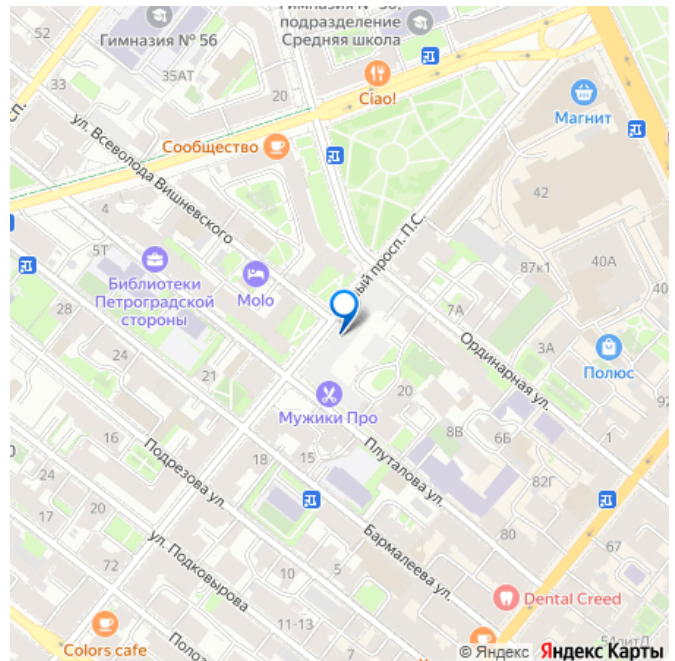 подразделение
Средняя школа
Гимназия № 56
52
33
35АТ
20
Ciao!
Магнит
Сообщество
ул. Всеволода Вишневского
42
4
5Т
Библиотеки
Петроградской
стороны
Molo
ный просп. П.С.
87к1
40А
40
7А
Ординарная ул.
3А
Полюс
28
24
21
Мужики Про
20
8В
6Б
1
92
16
18
15
Плуталова ул.
82Г
Подрезова ул.
24
17
20
ул. Подковырова
10
5
Бармалеева ул.
80
67
11-13
Dental Creed
Colors cafe
© Яндекс Яндекс Карты